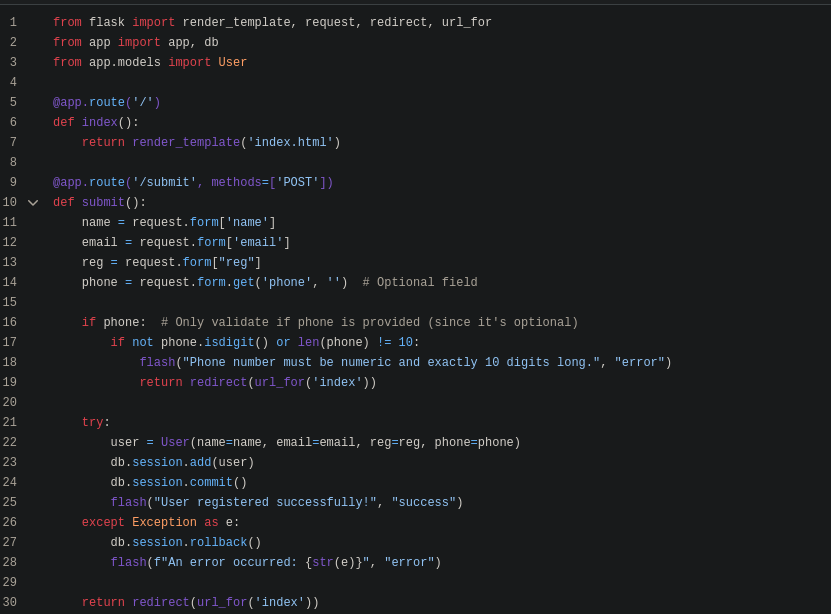 1 from flask import render_template, request, redirect, url_for
2 from app import app, db
3 from app.models import User
4
5 @app.route('/')
6 def index():
7     return render_template('index.html')
8
9 @app.route('/submit', methods=['POST'])
10 def submit():
11     name = request.form['name']
12     email = request.form['email']
13     reg = request.form["reg"]
14     phone = request.form.get('phone', '')  # Optional field
15
16     if phone:  # Only validate if phone is provided (since it's optional)
17         if not phone.isdigit() or len(phone) != 10:
18             flash("Phone number must be numeric and exactly 10 digits long.", "error")
19             return redirect(url_for('index'))
20
21     try:
22         user = User(name=name, email=email, reg=reg, phone=phone)
23         db.session.add(user)
24         db.session.commit()
25         flash("User registered successfully!", "success")
26     except Exception as e:
27         db.session.rollback()
28         flash(f"An error occurred: {str(e)}", "error")
29
30     return redirect(url_for('index'))